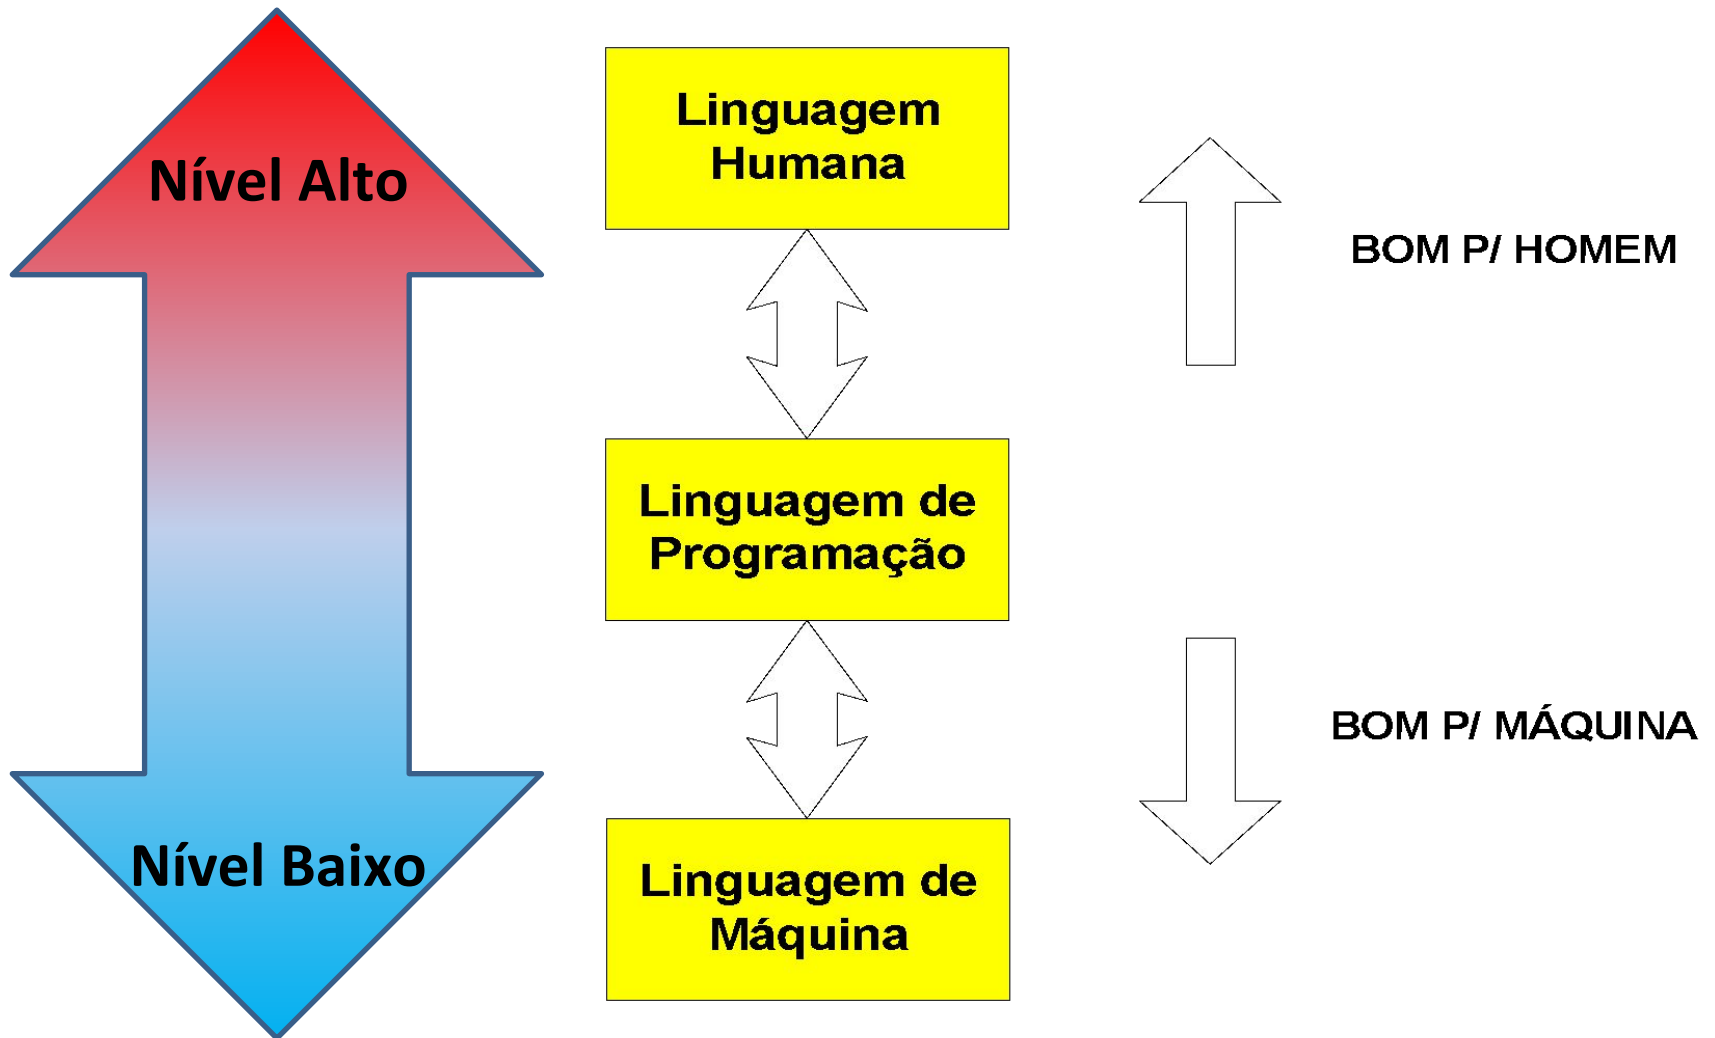 Nível Alto
Linguagem
Humana
BOM P/ HOMEM
Linguagem de
Programação
BOM P/ MÁQUINA
Nível Baixo
Linguagem de
Máquina